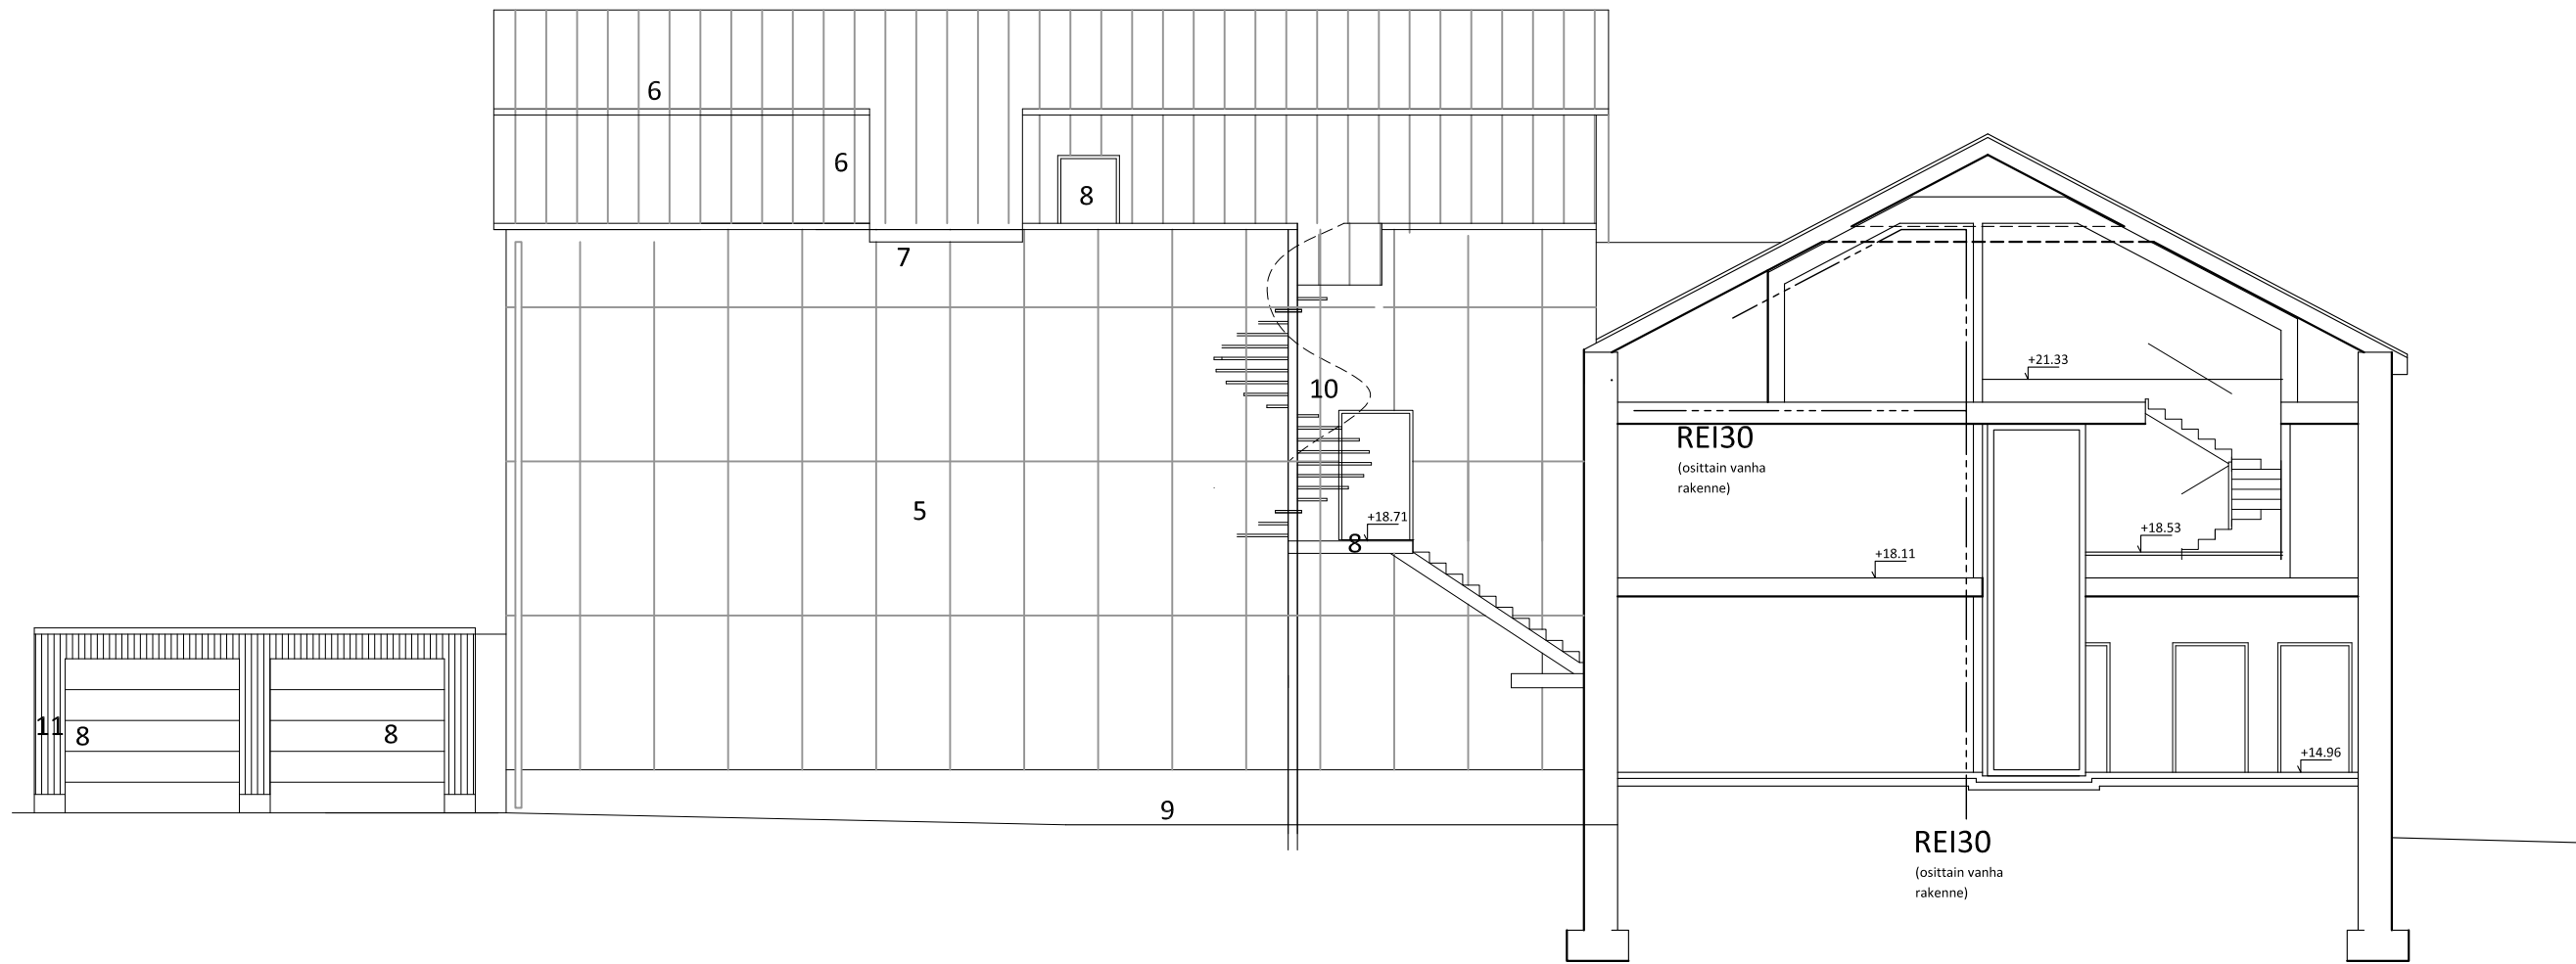 6
6
8
7
10
+21.33
REI30
(osittain vanha
rakenne)
5
+18.71
8
+18.53
+18.11
11
8
8
+14.96
9
REI30
(osittain vanha
rakenne)